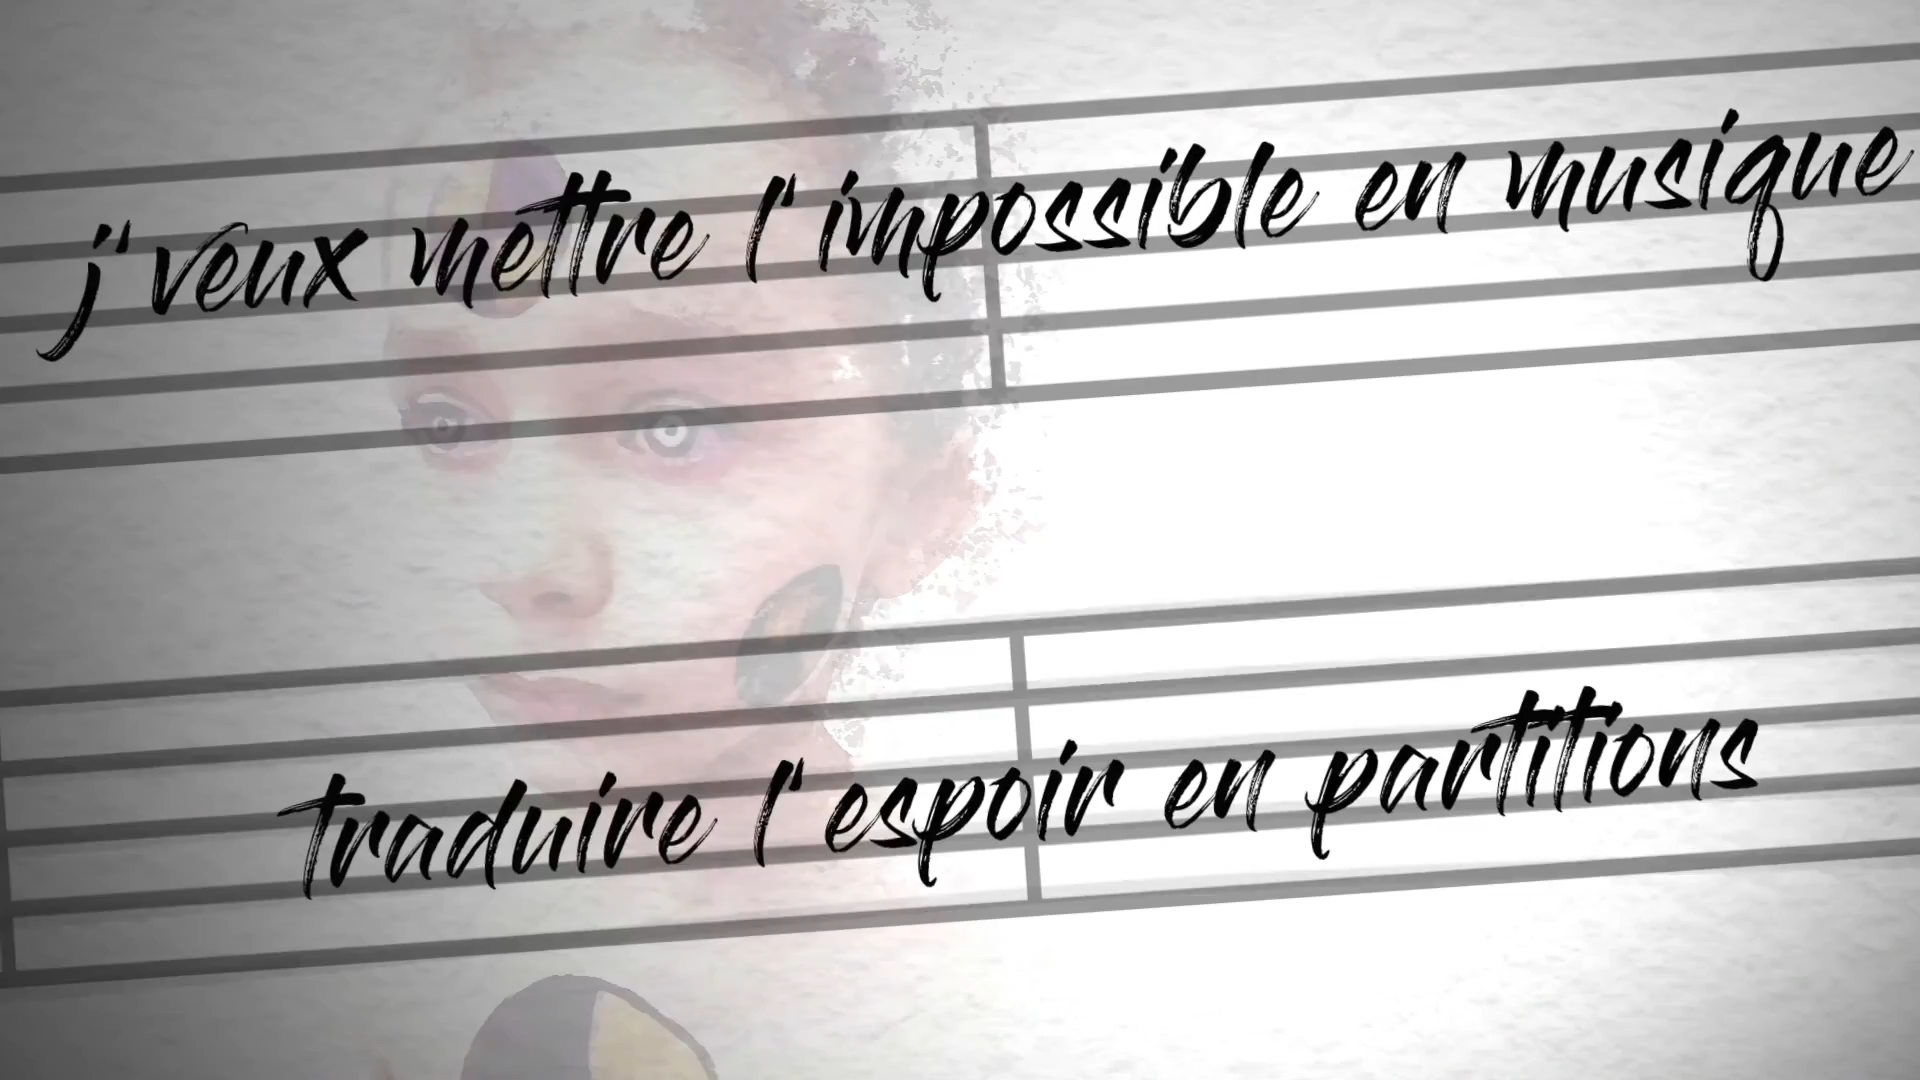 j'veux mettre l'impossible en musique
traduire l'espoir en partitions